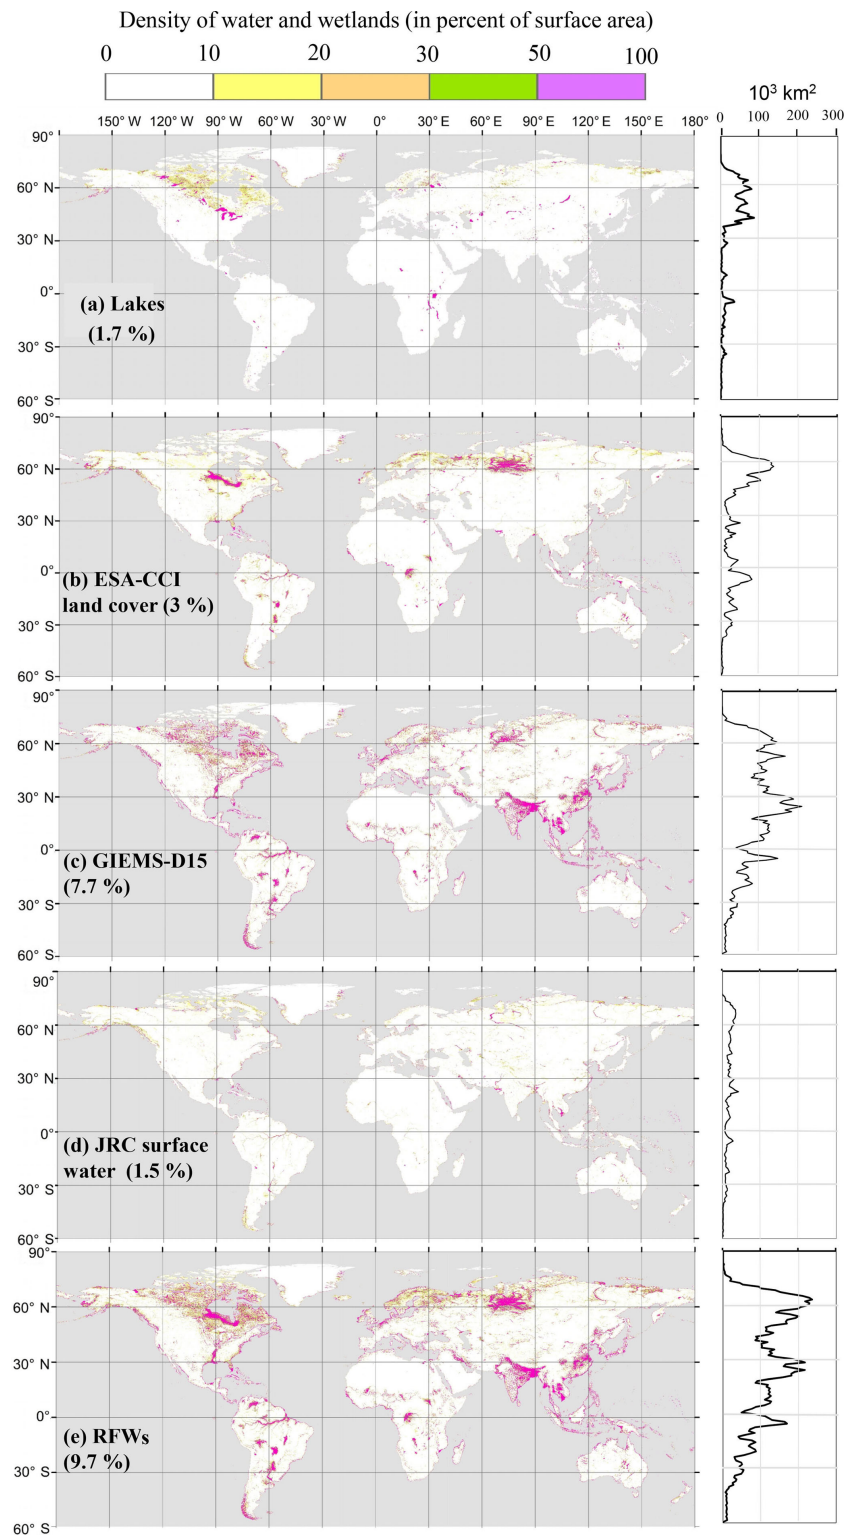 Density of water and wetlands (in percent of surface area)
0 10 20 30 50 100
10³ km²
150° W 120° W 90° W 60° W 30° W 0° 30° E 60° E 90° E 120° E 150° E 180°
0 100 200 300
90°
60° N
30° N
0°
(a) Lakes
(1.7 %)
30° S
60° S
90°
60° N
30° N
0°
(b) ESA-CCI
land cover (3 %)
30° S
60° S
90°
60° N
30° N
0°
(c) GIEMS-D15
(7.7 %)
30° S
60° S
90°
60° N
30° N
0°
(d) JRC surface
water (1.5 %)
30° S
60° S
90°
60° N
30° N
0°
(e) RFWs
(9.7 %)
30° S
60° S